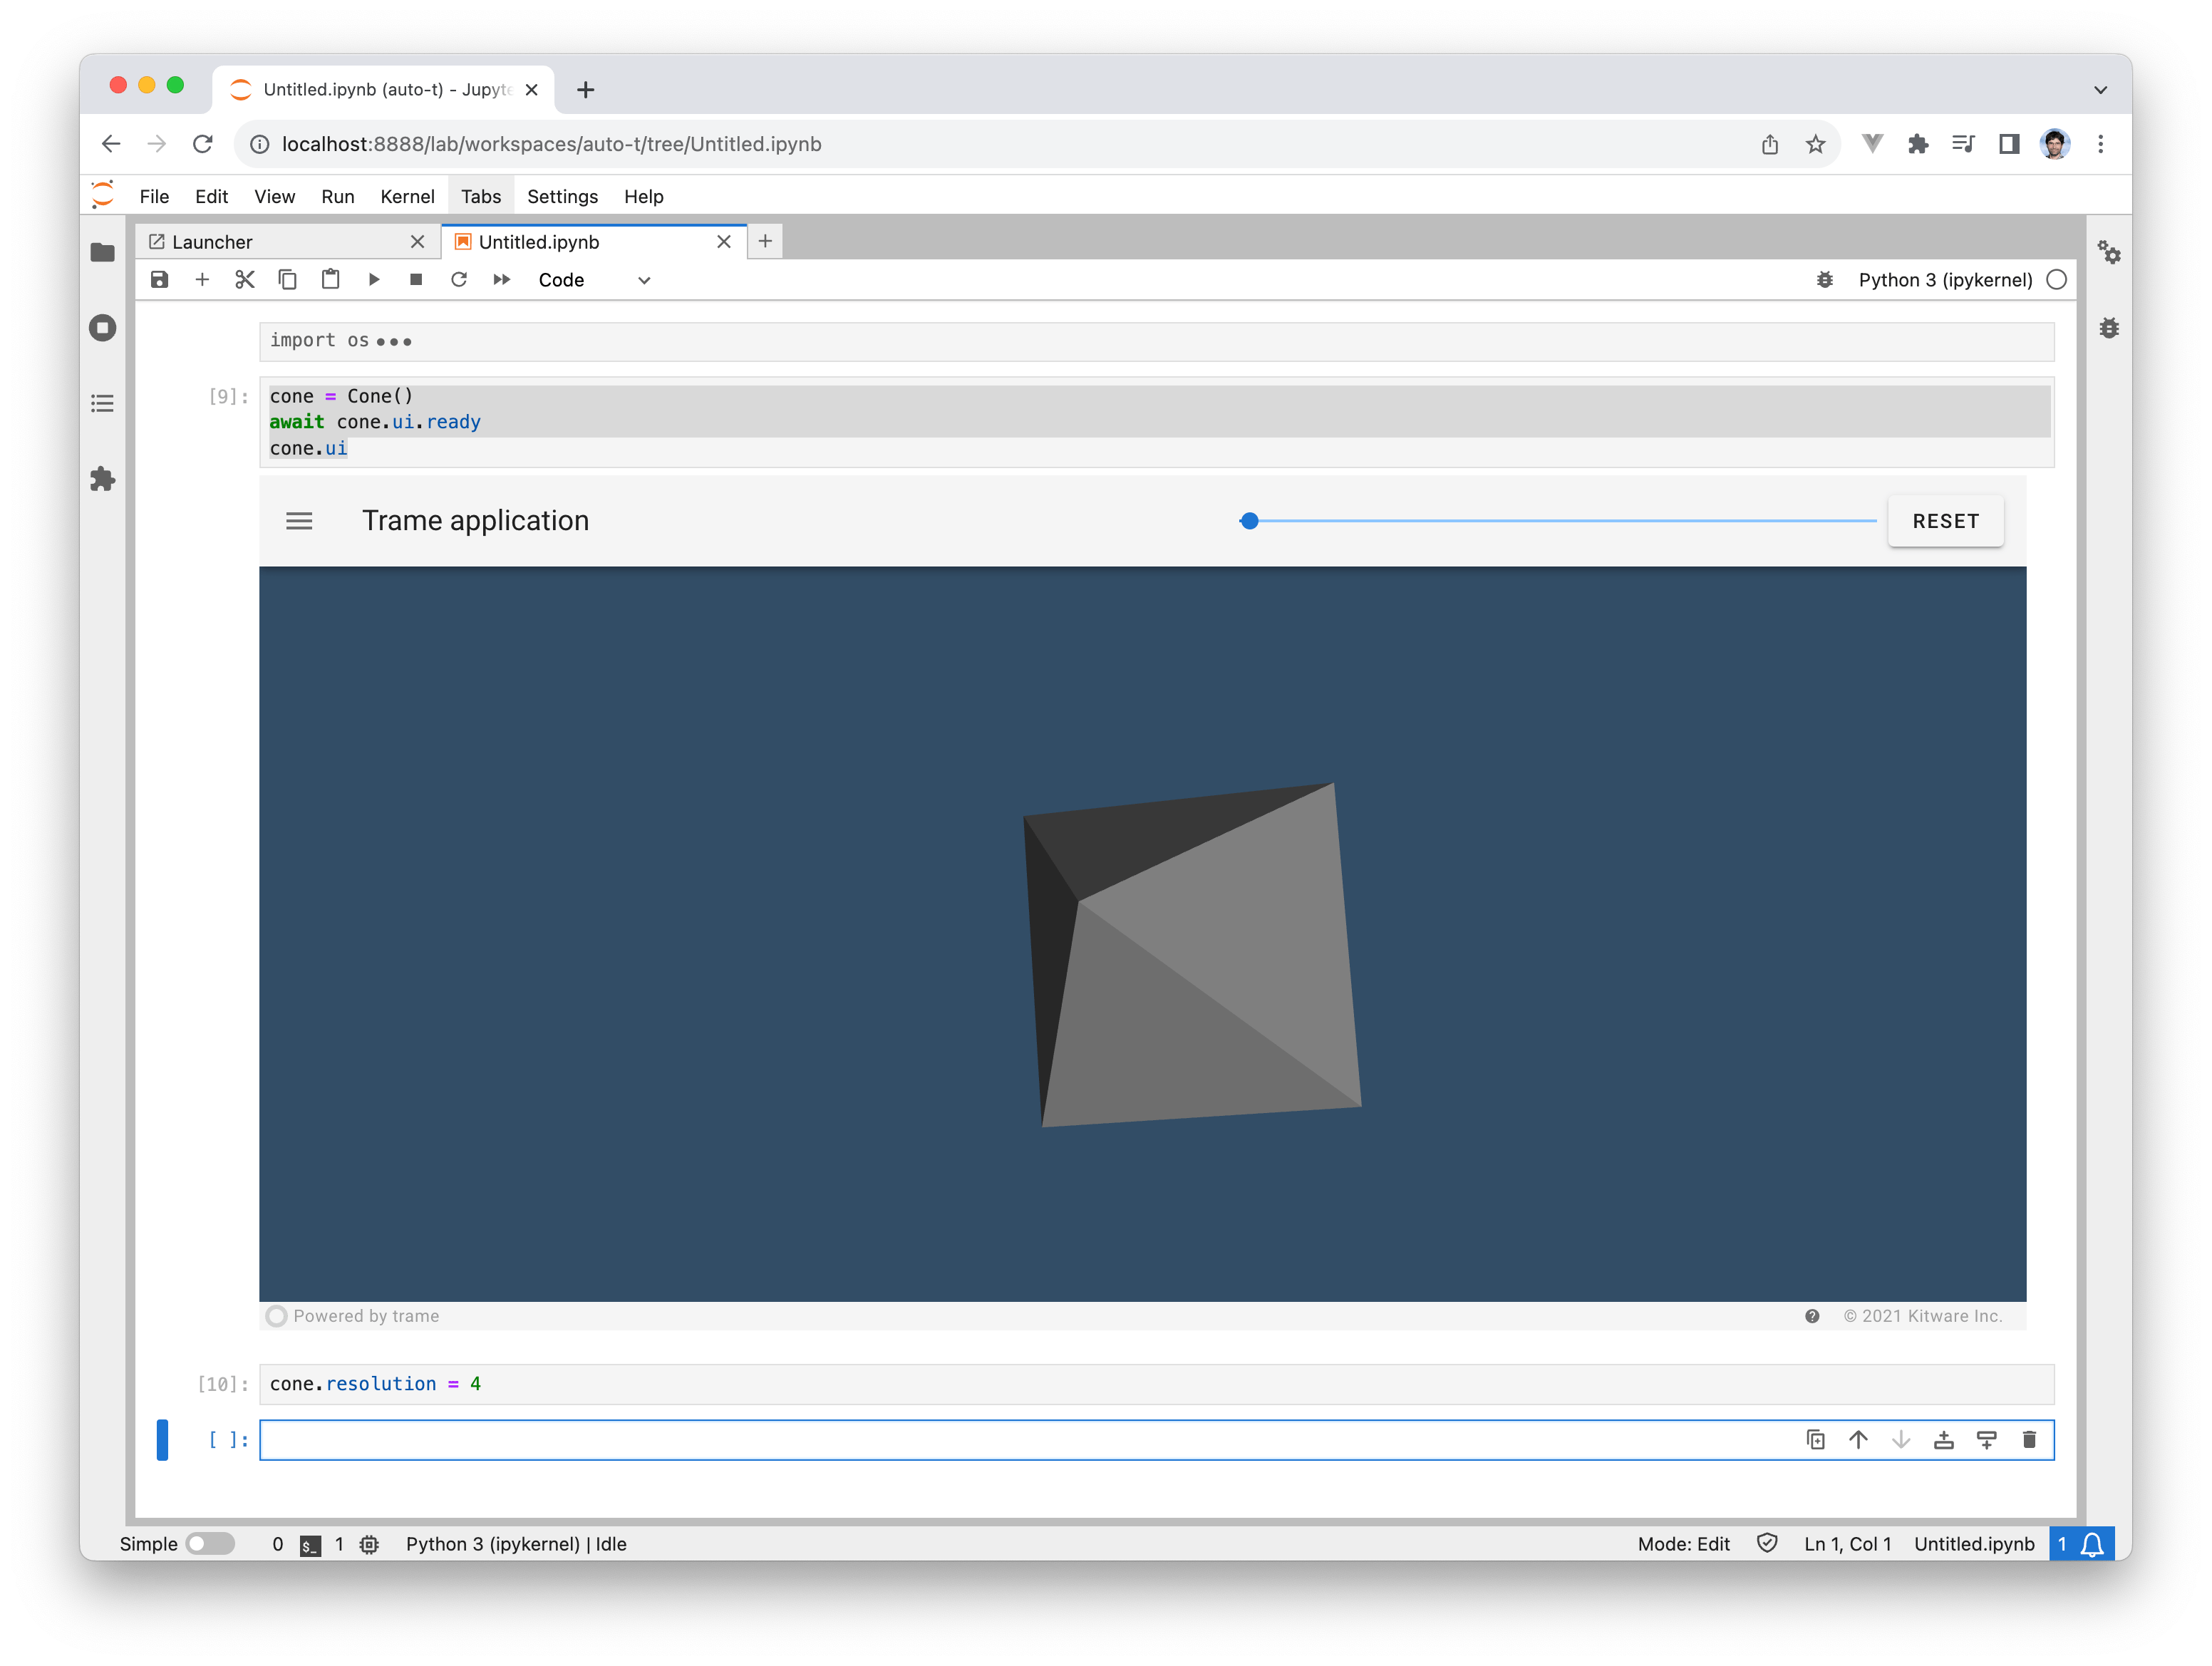 Untitled.ipynb (auto-t) - Jupyte
localhost:8888/lab/workspaces/auto-t/tree/Untitled.ipynb
File Edit View Run Kernel Tabs Settings Help
Launcher Untitled.ipynb
Code Python 3 (ipykernel)
import os •••
[9]: cone = Cone()
await cone.ui.ready
cone.ui
Trame application RESET
Powered by trame © 2021 Kitware Inc.
[10]: cone.resolution = 4
[ ]:
Simple 0 $_ 1 Python 3 (ipykernel) | Idle Mode: Edit Ln 1, Col 1 Untitled.ipynb 1